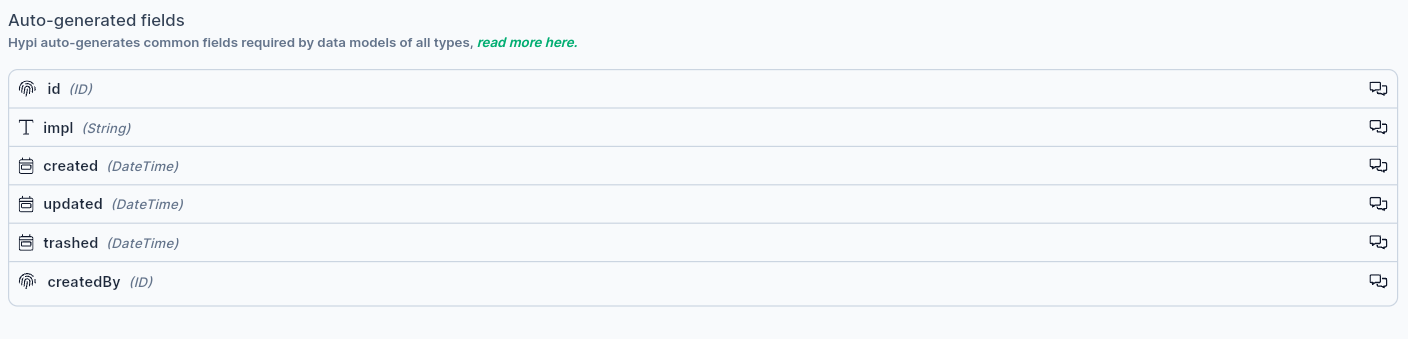 Auto-generated fields
Hypi auto-generates common fields required by data models of all types, read more here.
id (ID)
impl (String)
created (DateTime)
updated (DateTime)
trashed (DateTime)
createdBy (ID)